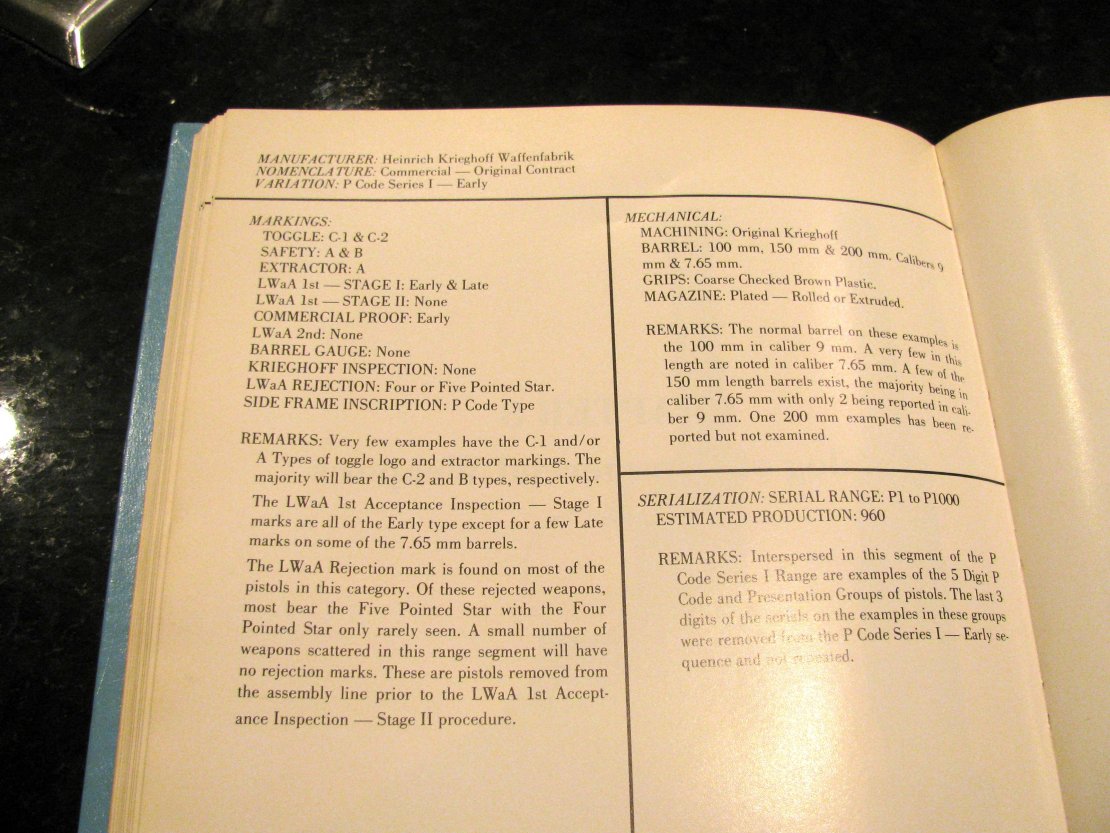 MANUFACTURER: Heinrich Krieghoff Waffenfabrik
NOMENCLATURE: Commercial — Original Contract
VARIATION: P Code Series I — Early
MARKINGS:
TOGGLE: C-1 & C-2
SAFETY: A & B
EXTRACTOR: A
LWaA 1st — STAGE I: Early & Late
LWaA 1st — STAGE II: None
COMMERCIAL PROOF: Early
LWaA 2nd: None
BARREL GAUGE: None
KRIEGHOFF INSPECTION: None
LWaA REJECTION: Four or Five Pointed Star.
SIDE FRAME INSCRIPTION: P Code Type
REMARKS: Very few examples have the C-1 and/or
A Types of toggle logo and extractor markings. The
majority will bear the C-2 and B types, respectively.
The LWaA 1st Acceptance Inspection — Stage I
marks are all of the Early type except for a few Late
marks on some of the 7.65 mm barrels.
The LWaA Rejection mark is found on most of the
pistols in this category. Of these rejected weapons,
most bear the Five Pointed Star with the Four
Pointed Star only rarely seen. A small number of
weapons scattered in this range segment will have
no rejection marks. These are pistols removed from
the assembly line prior to the LWaA 1st Accept-
ance Inspection — Stage II procedure.
MECHANICAL:
MACHINING: Original Krieghoff
BARREL: 100 mm, 150 mm & 200 mm. Calibers 9
mm & 7.65 mm.
GRIPS: Coarse Checked Brown Plastic.
MAGAZINE: Plated — Rolled or Extruded.
REMARKS: The normal barrel on these examples is
the 100 mm in caliber 9 mm. A very few in this
length are noted in caliber 7.65 mm. A few of the
150 mm length barrels exist, the majority being in
caliber 7.65 mm with only 2 being reported in cali-
ber 9 mm. One 200 mm examples has been re-
ported but not examined.
SERIALIZATION: SERIAL RANGE: P1 to P1000
ESTIMATED PRODUCTION: 960
REMARKS: Interspersed in this segment of the P
Code Series I Range are examples of the 5 Digit P
Code and Presentation Groups of pistols. The last 3
digits of the serials on the examples in these groups
were removed from the P Code Series I — Early se-
quence and not repeated.